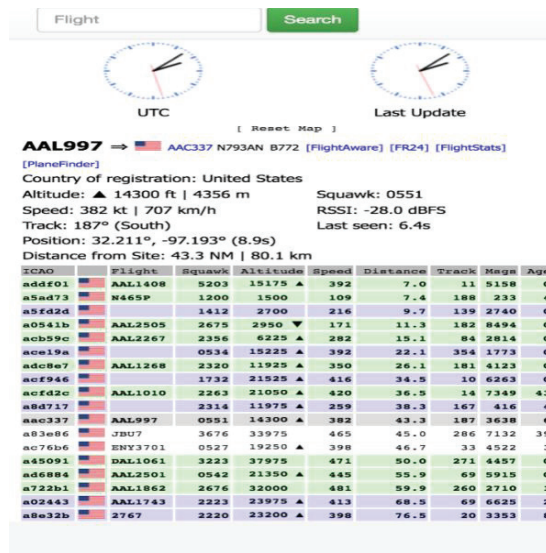 Flight Search
UTC Last Update
[ Reset Map ]
AAL997 ⇒ AAC337 N793AN B772 [FlightAware] [FR24] [FlightStats]
[PlaneFinder]
Country of registration: United States
Altitude: ▲ 14300 ft | 4356 m Squawk: 0551
Speed: 382 kt | 707 km/h RSSI: -28.0 dBFS
Track: 187° (South) Last seen: 6.4s
Position: 32.211°, -97.193° (8.9s)
Distance from Site: 43.3 NM | 80.1 km
ICAO Flight Squawk Altitude Speed Distance Track Msgs Age
addf01 AAL1408 5203 15175 ▲ 392 7.0 11 5158
a5ad73 N465P 1200 1500 109 7.4 188 233
a5fd2d 1412 2700 216 9.7 139 2740
a0541b AAL2505 2675 2950 ▼ 171 11.3 182 8494
acb59c AAL2267 2356 6225 ▲ 282 15.1 84 2814
ace19a 0534 15225 ▲ 392 22.1 354 1773
adc8e7 AAL1268 2320 11925 ▲ 350 26.1 181 4123
acf946 1732 21525 ▲ 416 34.5 10 6263
acfd2c AAL1010 2263 21050 ▲ 420 36.5 14 7349
a8d717 2314 11975 ▲ 259 38.3 167 416
aac337 AAL997 0551 14300 ▲ 382 43.3 187 3638
a83e86 JBU7 3676 33975 465 45.0 286 7132
ac76b6 ENY3701 0527 19250 ▲ 398 46.7 33 4522
a45091 DAL1061 3223 37975 471 50.0 271 4457
ad6884 AAL2501 0542 21350 ▲ 445 55.9 69 5915
a722b1 AAL1862 2676 32000 481 59.9 260 2710
a02443 AAL1743 2223 23975 ▲ 413 68.5 69 6625
a8e32b 2767 2220 23200 ▲ 398 76.5 20 3353